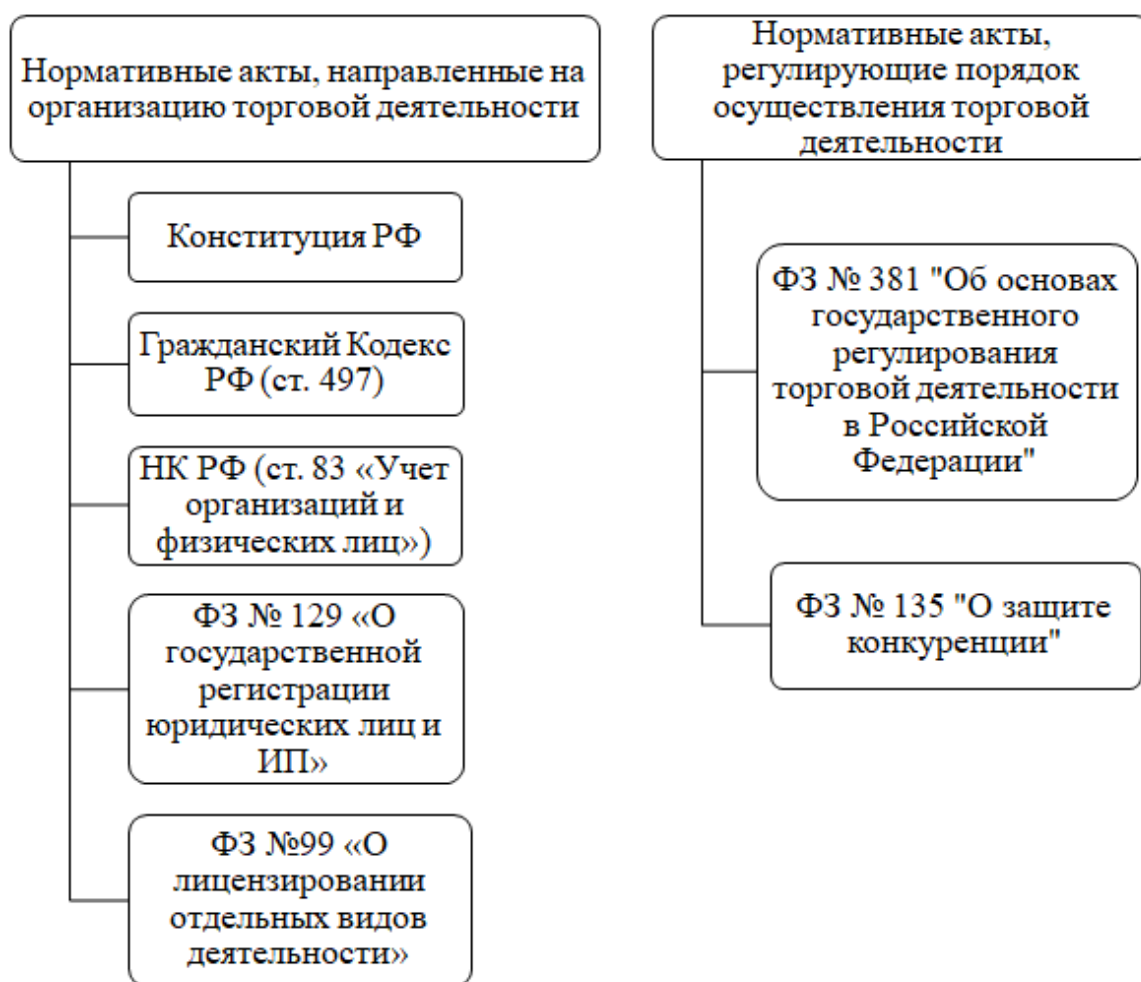 Нормативные акты, направленные на
организацию торговой деятельности
Конституция РФ
Гражданский Кодекс
РФ (ст. 497)
НК РФ (ст. 83 «Учет
организаций и
физических лиц»)
ФЗ № 129 «О
государственной
регистрации
юридических лиц и
ИП»
ФЗ №99 «О
лицензировании
отдельных видов
деятельности»
Нормативные акты,
регулирующие порядок
осуществления торговой
деятельности
ФЗ № 381 "Об основах
государственного
регулирования
торговой деятельности
в Российской
Федерации"
ФЗ № 135 "О защите
конкуренции"